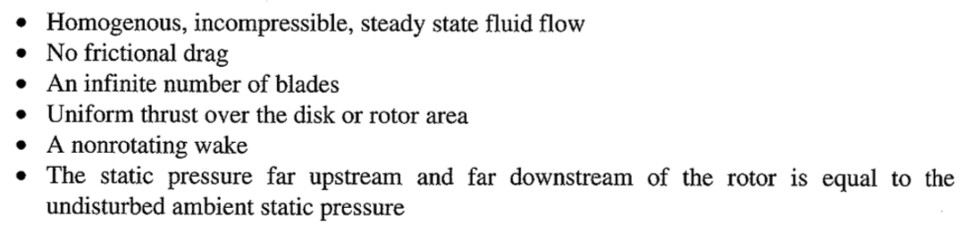 • Homogenous, incompressible, steady state fluid flow
• No frictional drag
• An infinite number of blades
• Uniform thrust over the disk or rotor area
• A nonrotating wake
• The static pressure far upstream and far downstream of the rotor is equal to the
undisturbed ambient static pressure